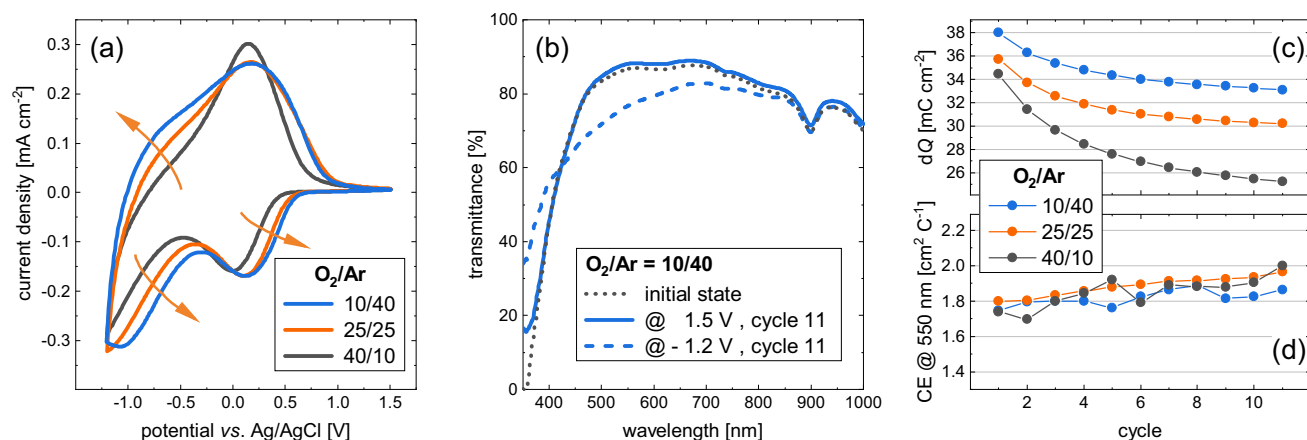 (a)
0.3
0.2
0.1
0.0
-0.1
-0.2
-0.3
current density [mA cm⁻²]
O₂/Ar
10/40
25/25
40/10
-1.0 -0.5 0.0 0.5 1.0 1.5
potential vs. Ag/AgCl [V]
(b)
100
80
60
40
20
0
transmittance [%]
O₂/Ar = 10/40
initial state
@ 1.5 V , cycle 11
@ - 1.2 V , cycle 11
400 500 600 700 800 900 1000
wavelength [nm]
(c)
38
36
34
32
30
28
26
dQ [mC cm⁻²]
O₂/Ar
10/40
25/25
40/10
2.2
2.0
1.8
1.6
1.4
CE @ 550 nm [cm² C⁻¹]
(d)
2 4 6 8 10
cycle